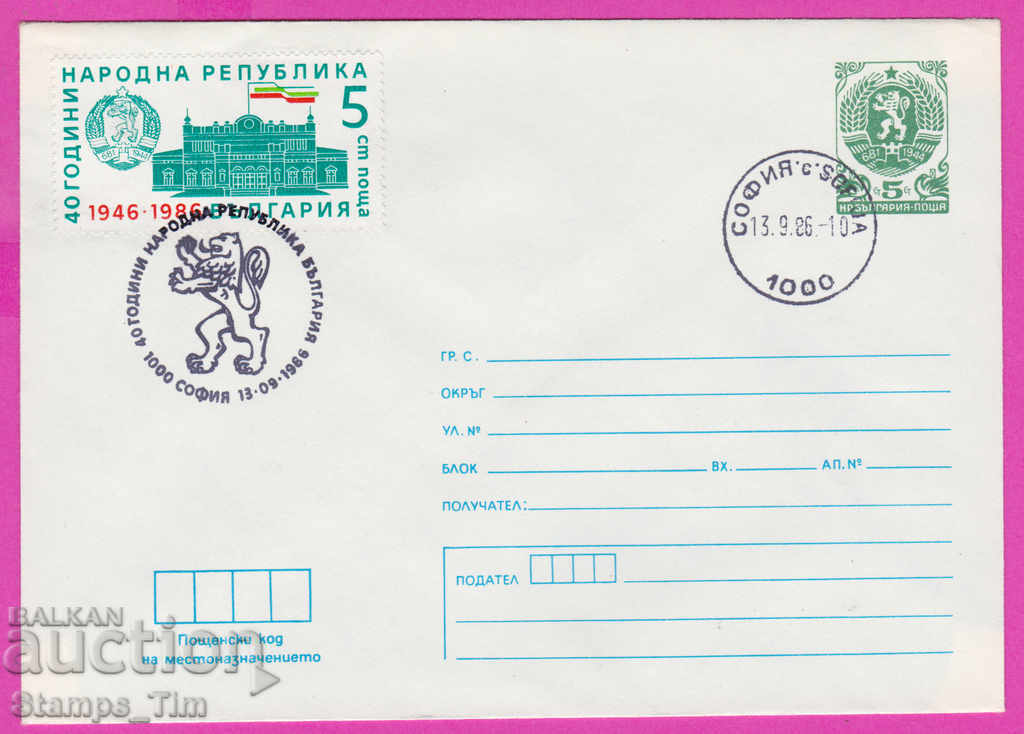 40 ГОДИНИ НАРОДНА РЕПУБЛИКА
5 ст поща
681 1944
1946·1986 БЪЛГАРИЯ
681 1944
5
НР БЪЛГАРИЯ·ПОЩА
СОФИЯ
13.9.86.-10
1000
40 ГОДИНИ НАРОДНА РЕПУБЛИКА БЪЛГАРИЯ
1000 СОФИЯ 13·09·1986
ГР. С.
ОКРЪГ
УЛ. №
БЛОК ВХ. АП. №
ПОЛУЧАТЕЛ:
ПОДАТЕЛ
Пощенски код
на местоназначението
BALKAN
auction
Stamps_Tim